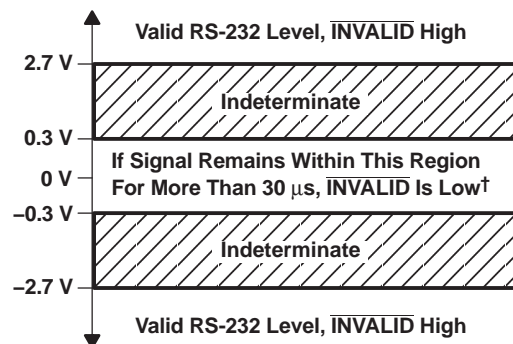 Valid RS-232 Level, INVALID High
2.7 V
Indeterminate
0.3 V
If Signal Remains Within This Region
0 V
For More Than 30 μs, INVALID Is Low†
–0.3 V
Indeterminate
–2.7 V
Valid RS-232 Level, INVALID High